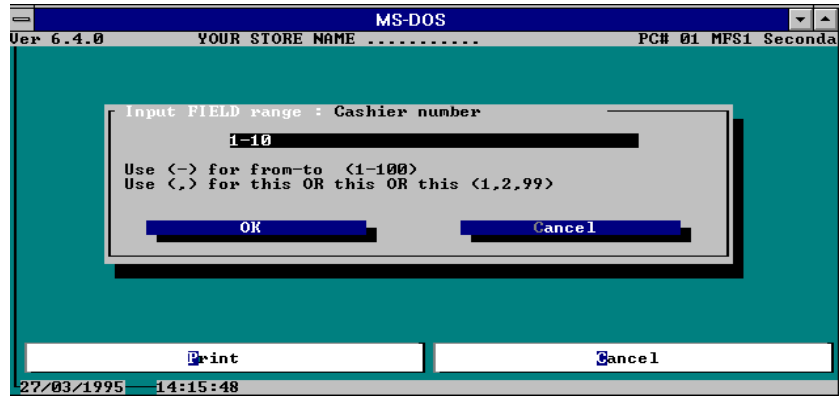 MS-DOS
Ver 6.4.0 YOUR STORE NAME ........... PC# 01 MFS1 Seconda
Input FIELD range : Cashier number
1-10
Use (-) for from-to (1-100)
Use (,) for this OR this OR this (1,2,99)
OK Cancel
Print Cancel
27/03/1995 14:15:48